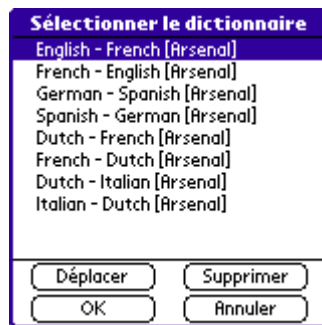 Sélectionner le dictionnaire
English - French [Arsenal]
French - English [Arsenal]
German - Spanish [Arsenal]
Spanish - German [Arsenal]
Dutch - French [Arsenal]
French - Dutch [Arsenal]
Dutch - Italian [Arsenal]
Italian - Dutch [Arsenal]
Déplacer Supprimer
OK Annuler